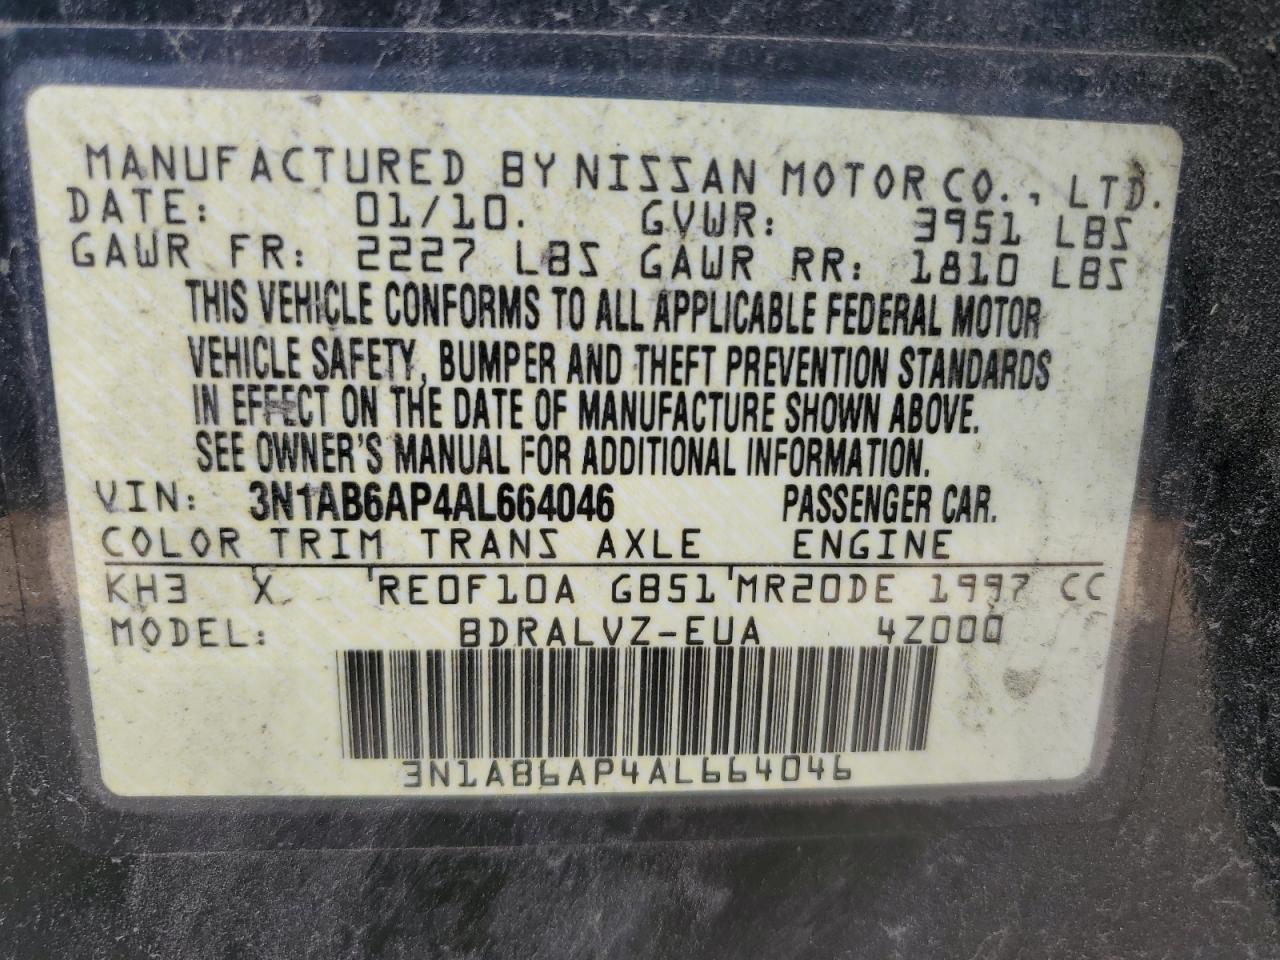 MANUFACTURED BY NISSAN MOTOR CO., LTD.
DATE: 01/10. GVWR: 3951 LBS
GAWR FR: 2227 LBS GAWR RR: 1810 LBS
THIS VEHICLE CONFORMS TO ALL APPLICABLE FEDERAL MOTOR
VEHICLE SAFETY, BUMPER AND THEFT PREVENTION STANDARDS
IN EFFECT ON THE DATE OF MANUFACTURE SHOWN ABOVE.
SEE OWNER'S MANUAL FOR ADDITIONAL INFORMATION.
VIN: 3N1AB6AP4AL664046 PASSENGER CAR.
COLOR TRIM TRANS AXLE ENGINE
KH3 X RE0F10A GB51 MR20DE 1997 CC
MODEL: BDRALVZ-EUA 4Z000
3N1AB6AP4AL664046